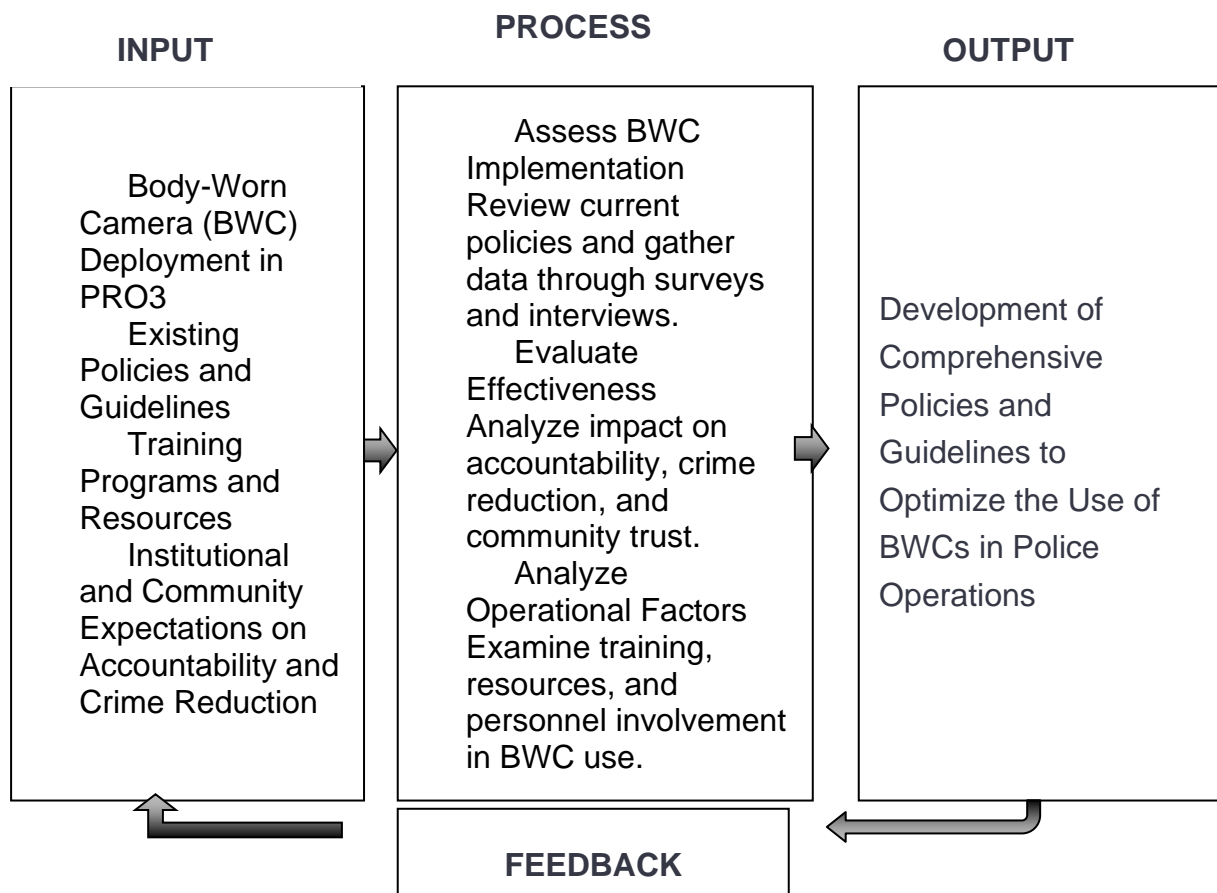 INPUT
PROCESS
OUTPUT
Body-Worn
Camera (BWC)
Deployment in
PRO3
Existing
Policies and
Guidelines
Training
Programs and
Resources
Institutional
and Community
Expectations on
Accountability and
Crime Reduction
Assess BWC
Implementation
Review current
policies and gather
data through surveys
and interviews.
Evaluate
Effectiveness
Analyze impact on
accountability, crime
reduction, and
community trust.
Analyze
Operational Factors
Examine training,
resources, and
personnel involvement
in BWC use.
Development of
Comprehensive
Policies and
Guidelines to
Optimize the Use of
BWCs in Police
Operations
FEEDBACK